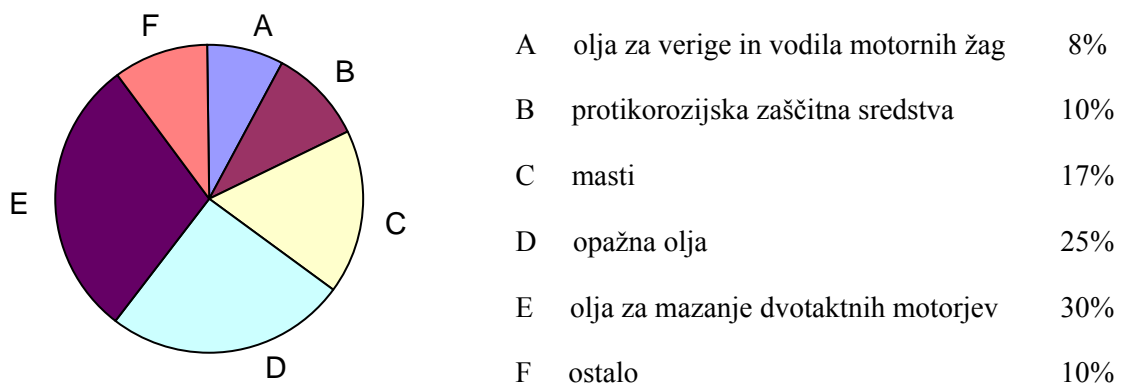 F
A
B
E
C
D
A olja za verige in vodila motornih žag 8%
B protikorozijska zaščitna sredstva 10%
C masti 17%
D opažna olja 25%
E olja za mazanje dvotaktnih motorjev 30%
F ostalo 10%